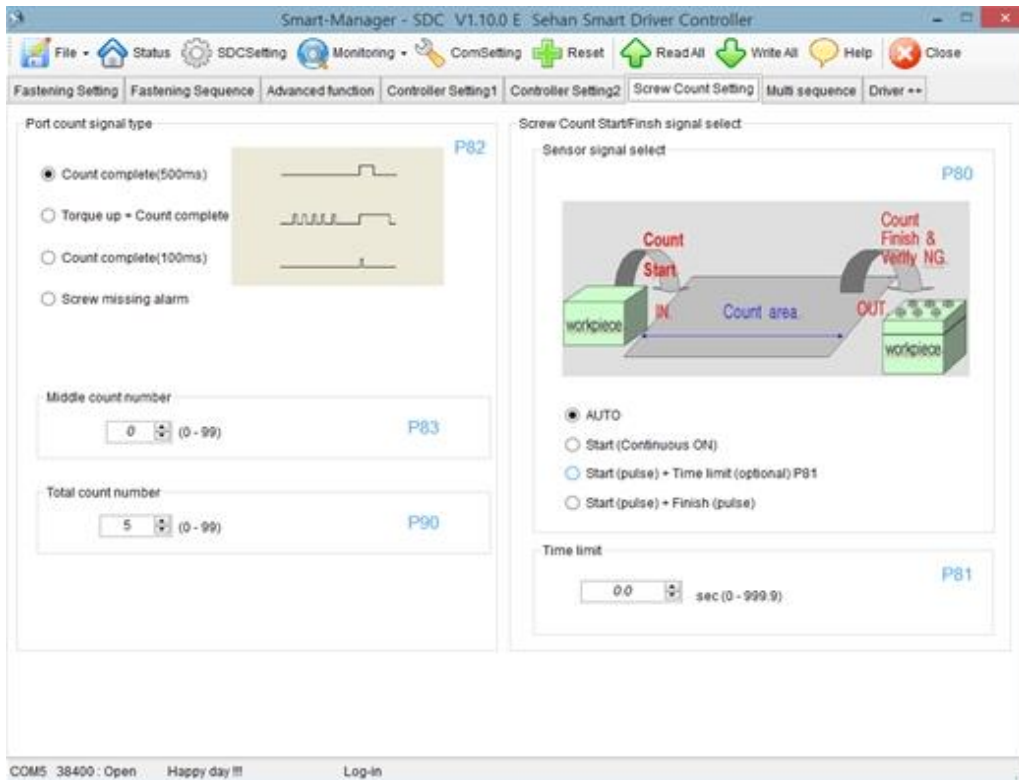 Smart-Manager - SDC V1.10.0 E Sehan Smart Driver Controller
File Status SDCSetting Monitoring ComSetting Reset Read All Write All Help Close
Fastening Setting Fastening Sequence Advanced function Controller Setting1 Controller Setting2 Screw Count Setting Multi sequence Driver ++
Port count signal type
P82
Count complete(500ms)
Torque up + Count complete
Count complete(100ms)
Screw missing alarm
Middle count number
0 (0 - 99) P83
Total count number
5 (0 - 99) P90
Screw Count Start/Finsh signal select
Sensor signal select
P80
Count
Start
IN.
workpiece
Count area.
Count
Finish &
Verify NG.
OUT.
workpiece
AUTO
Start (Continuous ON)
Start (pulse) + Time limit (optional) P81
Start (pulse) + Finish (pulse)
Time limit
P81
0.0 sec (0 - 999.9)
COM5 38400 : Open Happy day !!! Log-in